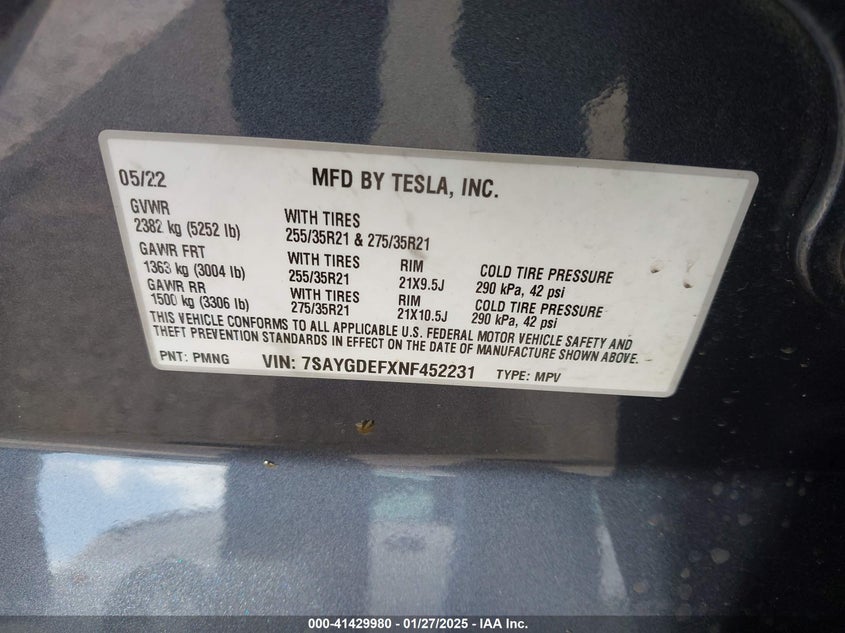 05/22 MFD BY TESLA, INC.
GVWR WITH TIRES
2382 kg (5252 lb) 255/35R21 & 275/35R21
GAWR FRT WITH TIRES RIM COLD TIRE PRESSURE
1363 kg (3004 lb) 255/35R21 21X9.5J 290 kPa, 42 psi
GAWR RR WITH TIRES RIM COLD TIRE PRESSURE
1500 kg (3306 lb) 275/35R21 21X10.5J 290 kPa, 42 psi
THIS VEHICLE CONFORMS TO ALL APPLICABLE U.S. FEDERAL MOTOR VEHICLE SAFETY AND
THEFT PREVENTION STANDARDS IN EFFECT ON THE DATE OF MANUFACTURE SHOWN ABOVE.
PNT: PMNG VIN: 7SAYGDEFXNF452231 TYPE: MPV
000-41429980 - 01/27/2025 - IAA Inc.